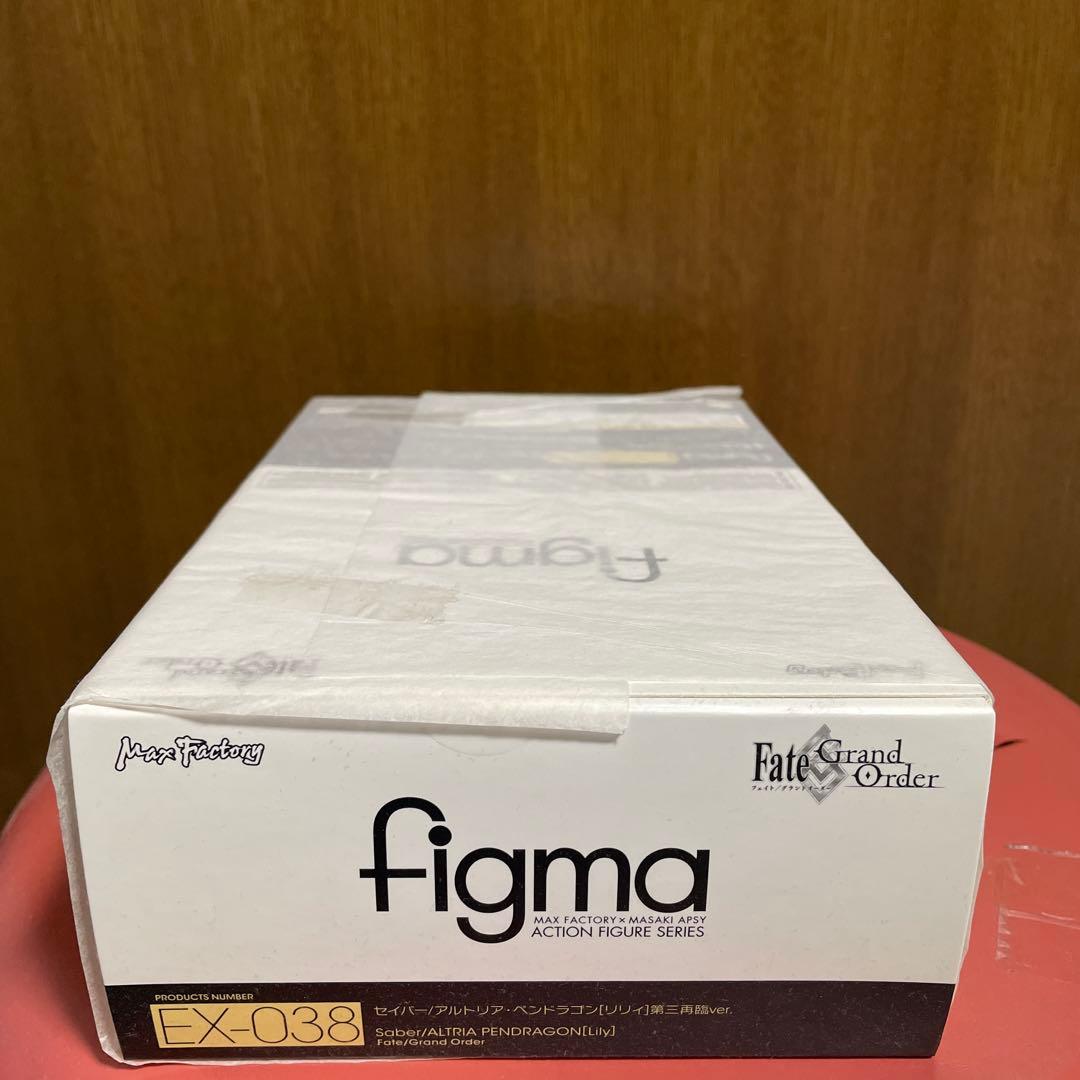 figma
Max Factory
Fate Grand Order
フェイト/グランドオーダー
figma
MAX FACTORY × MASAKI APSY
ACTION FIGURE SERIES
PRODUCTS NUMBER
EX-038
セイバー/アルトリア・ペンドラゴン[リリィ]第三再臨ver.
Saber/ALTRIA PENDRAGON[Lily]
Fate/Grand Order